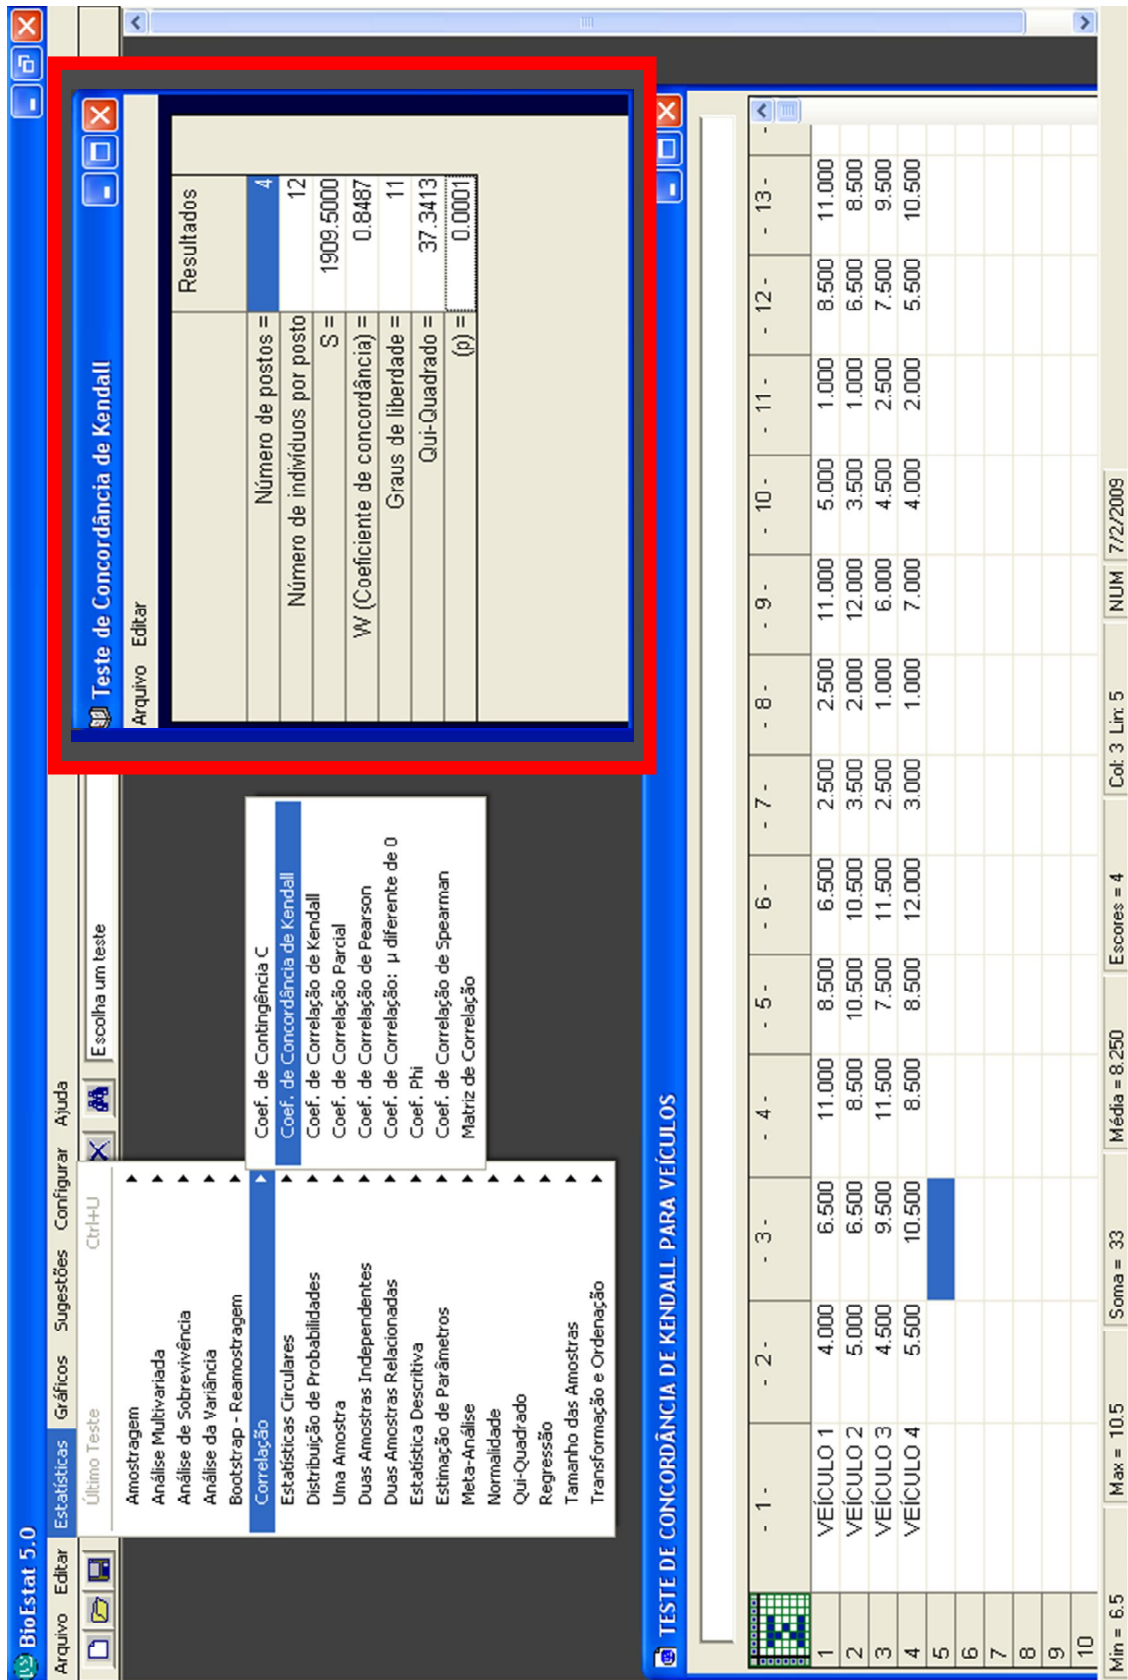 BioEstat 5.0
Arquivo Editar Estatísticas Gráficos Sugestões Configurar Ajuda
Escolha um teste
Último Teste Ctrl+U
Amostragem
Análise Multivariada
Análise de Sobrevivência
Análise da Variância
Bootstrap - Reamostragem
Correlação
Estatísticas Circulares
Distribuição de Probabilidades
Uma Amostra
Duas Amostras Independentes
Duas Amostras Relacionadas
Estatística Descritiva
Estimação de Parâmetros
Meta-Análise
Normalidade
Qui-Quadrado
Regressão
Tamanho das Amostras
Transformação e Ordenação
Coef. de Contingência C
Coef. de Concordância de Kendall
Coef. de Correlação de Kendall
Coef. de Correlação Parcial
Coef. de Correlação de Pearson
Coef. de Correlação: µ diferente de 0
Coef. Phi
Coef. de Correlação de Spearman
Matriz de Correlação
Teste de Concordância de Kendall
Arquivo Editar
Resultados
Número de postos = 4
Número de indivíduos por posto 12
S = 1909.5000
W (Coeficiente de concordância) = 0.8487
Graus de liberdade = 11
Qui-Quadrado = 37.3413
(p) = 0.0001
TESTE DE CONCORDÂNCIA DE KENDALL PARA VEÍCULOS
- 1 - - 2 - - 3 - - 4 - - 5 - - 6 - - 7 - - 8 - - 9 - - 10 - - 11 - - 12 - - 13 - -
1 VEÍCULO 1 4.000 6.500 11.000 8.500 6.500 2.500 2.500 11.000 5.000 1.000 8.500 11.000
2 VEÍCULO 2 5.000 6.500 8.500 10.500 10.500 3.500 2.000 12.000 3.500 1.000 6.500 8.500
3 VEÍCULO 3 4.500 9.500 11.500 7.500 11.500 2.500 1.000 6.000 4.500 2.500 7.500 9.500
4 VEÍCULO 4 5.500 10.500 8.500 8.500 12.000 3.000 1.000 7.000 4.000 2.000 5.500 10.500
5
6
7
8
9
10
Min = 6.5 Max = 10.5 Soma = 33 Média = 8.250 Escores = 4 Col: 3 Lin: 5 NUM 7/2/2009